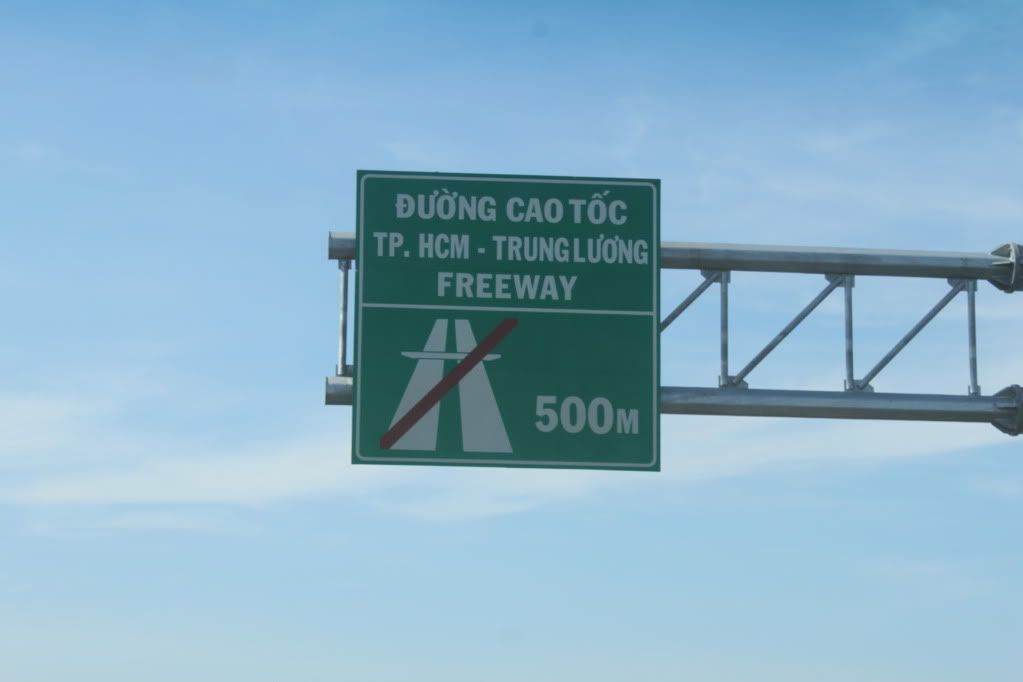 ĐƯỜNG CAO TỐC
TP. HCM - TRUNG LƯƠNG
FREEWAY
500M